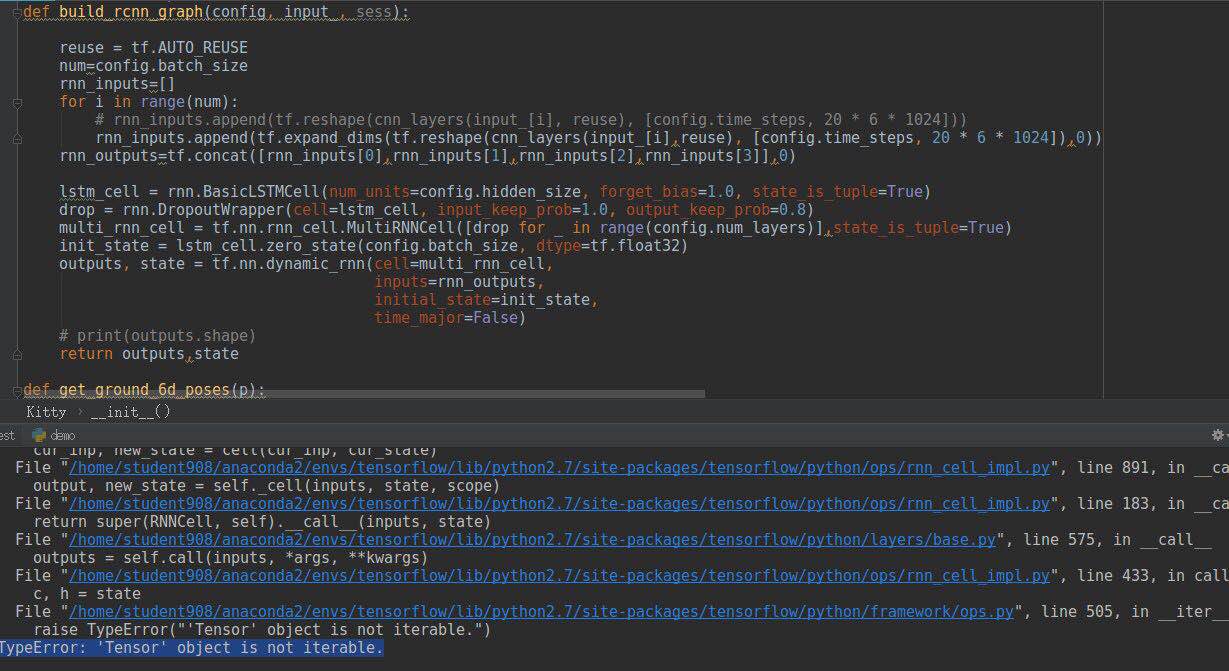 def build_rcnn_graph(config, input_, sess):
reuse = tf.AUTO_REUSE
num=config.batch_size
rnn_inputs=[]
for i in range(num):
# rnn_inputs.append(tf.reshape(cnn_layers(input_[i], reuse), [config.time_steps, 20 * 6 * 1024]))
rnn_inputs.append(tf.expand_dims(tf.reshape(cnn_layers(input_[i],reuse), [config.time_steps, 20 * 6 * 1024]),0))
rnn_outputs=tf.concat([rnn_inputs[0],rnn_inputs[1],rnn_inputs[2],rnn_inputs[3]],0)
lstm_cell = rnn.BasicLSTMCell(num_units=config.hidden_size, forget_bias=1.0, state_is_tuple=True)
drop = rnn.DropoutWrapper(cell=lstm_cell, input_keep_prob=1.0, output_keep_prob=0.8)
multi_rnn_cell = tf.nn.rnn_cell.MultiRNNCell([drop for _ in range(config.num_layers)],state_is_tuple=True)
init_state = lstm_cell.zero_state(config.batch_size, dtype=tf.float32)
outputs, state = tf.nn.dynamic_rnn(cell=multi_rnn_cell,
inputs=rnn_outputs,
initial_state=init_state,
time_major=False)
# print(outputs.shape)
return outputs,state
def get_ground_6d_poses(p):
Kitty › __init__()
est demo
cur_inp, new_state = cell(cur_inp, cur_state)
File "/home/student908/anaconda2/envs/tensorflow/lib/python2.7/site-packages/tensorflow/python/ops/rnn_cell_impl.py", line 891, in __ca
output, new_state = self._cell(inputs, state, scope)
File "/home/student908/anaconda2/envs/tensorflow/lib/python2.7/site-packages/tensorflow/python/ops/rnn_cell_impl.py", line 183, in __ca
return super(RNNCell, self).__call__(inputs, state)
File "/home/student908/anaconda2/envs/tensorflow/lib/python2.7/site-packages/tensorflow/python/layers/base.py", line 575, in __call__
outputs = self.call(inputs, *args, **kwargs)
File "/home/student908/anaconda2/envs/tensorflow/lib/python2.7/site-packages/tensorflow/python/ops/rnn_cell_impl.py", line 433, in call
c, h = state
File "/home/student908/anaconda2/envs/tensorflow/lib/python2.7/site-packages/tensorflow/python/framework/ops.py", line 505, in __iter__
raise TypeError("'Tensor' object is not iterable.")
TypeError: 'Tensor' object is not iterable.